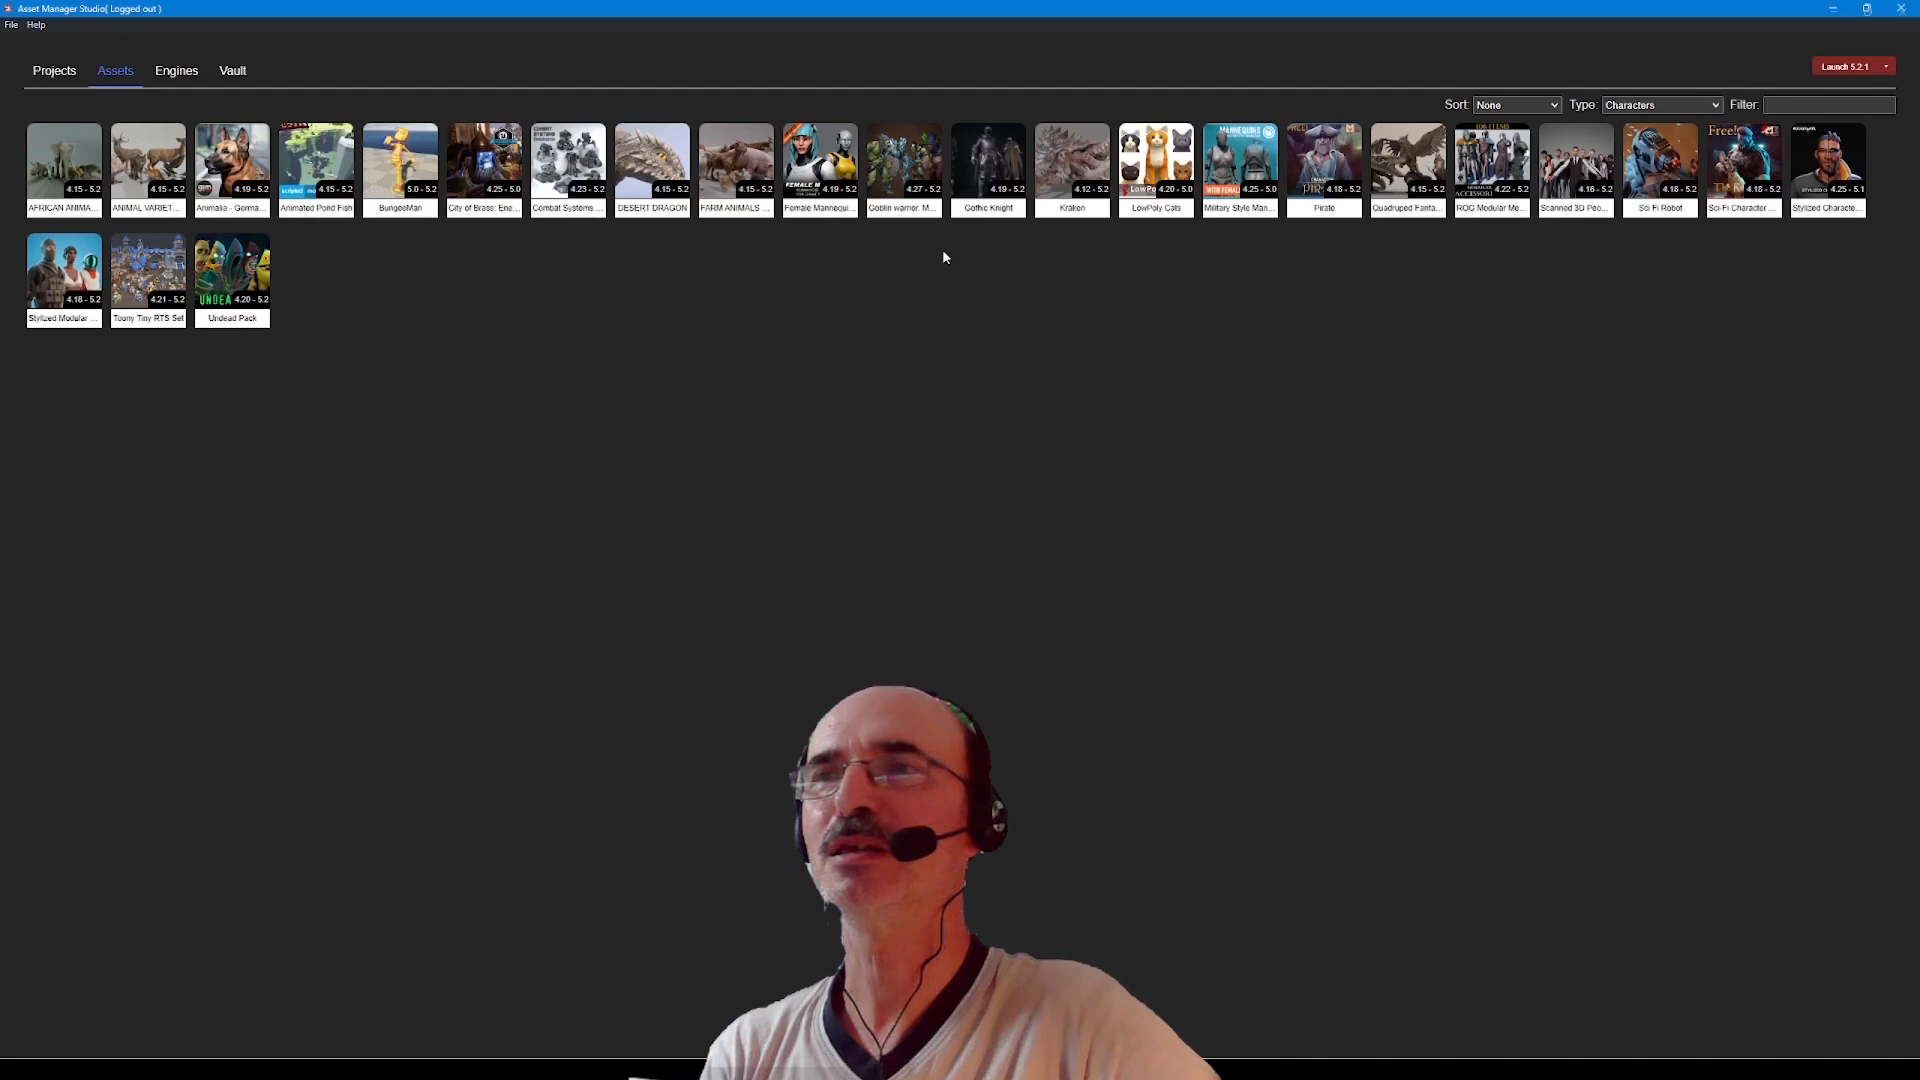 Asset Manager Studio( Logged out )
File Help
Projects Assets Engines Vault
Launch 5.2.1
Sort: None Type: Characters Filter:
4.15 - 5.2 4.15 - 5.2 4.19 - 5.2 4.15 - 5.2 5.0 - 5.2 4.25 - 5.0 4.23 - 5.2 4.15 - 5.2 4.15 - 5.2 4.19 - 5.2 4.27 - 5.2 4.19 - 5.2 4.12 - 5.2 4.20 - 5.0 4.25 - 5.0 4.18 - 5.2 4.15 - 5.2 4.22 - 5.2 4.16 - 5.2 4.18 - 5.2 4.18 - 5.2 4.25 - 5.1
AFRICAN ANIMA... ANIMAL VARIET... Animalia - Germa... Animated Pond Fish BungeeMan City of Brass: Ene... Combat Systems ... DESERT DRAGON FARM ANIMALS ... Female Mannequi... Goblin warrior. M... Gothic Knight Kraken LowPoly Cats Military Style Man... Pirate Quadruped Fanta... ROG Modular Me... Scanned 3D Peo... Sci Fi Robot Sci-Fi Character ... Stylized Characte...
UNDEA
4.18 - 5.2 4.21 - 5.2 4.20 - 5.2
Stylized Modular ... Toony Tiny RTS Set Undead Pack